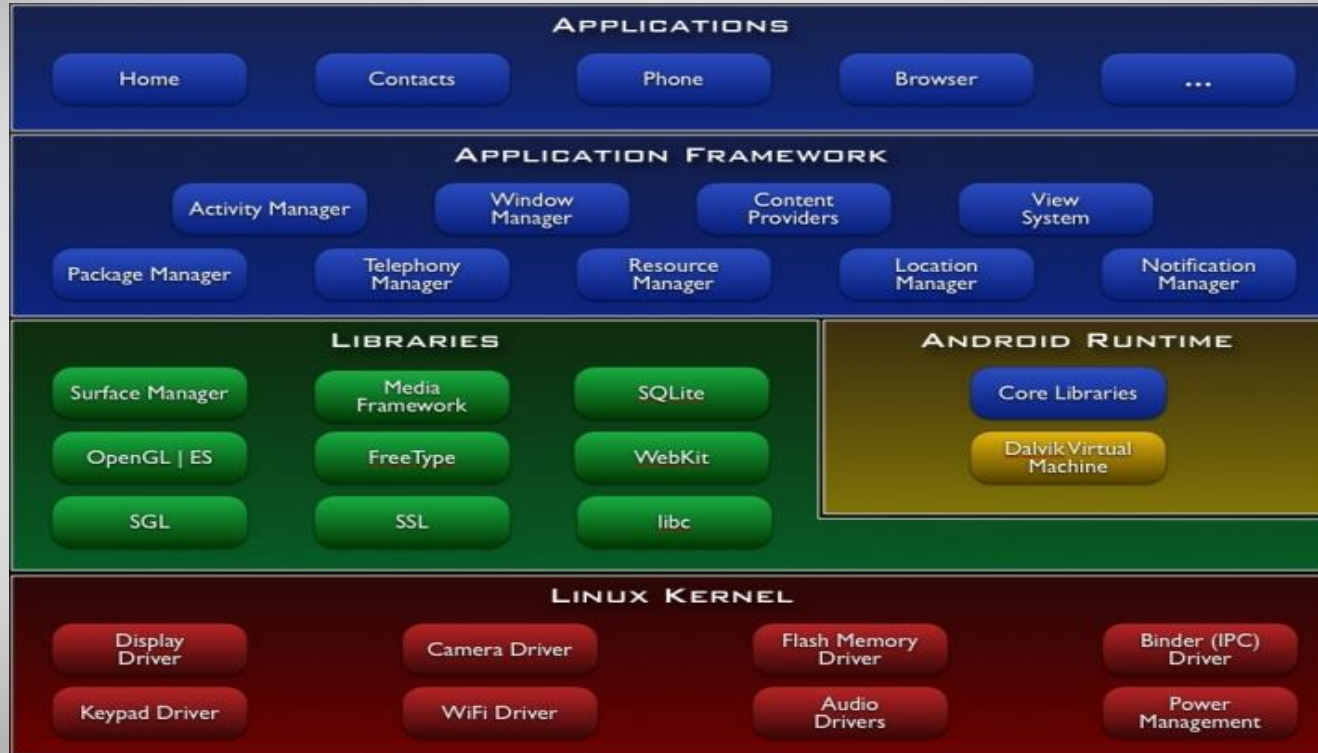 APPLICATIONS
Home
Contacts
Phone
Browser
...
APPLICATION FRAMEWORK
Activity Manager
Window
Manager
Content
Providers
View
System
Package Manager
Telephony
Manager
Resource
Manager
Location
Manager
Notification
Manager
LIBRARIES
Surface Manager
Media
Framework
SQLite
OpenGL | ES
FreeType
WebKit
SGL
SSL
libc
ANDROID RUNTIME
Core Libraries
Dalvik Virtual
Machine
LINUX KERNEL
Display
Driver
Camera Driver
Flash Memory
Driver
Binder (IPC)
Driver
Keypad Driver
WiFi Driver
Audio
Drivers
Power
Management